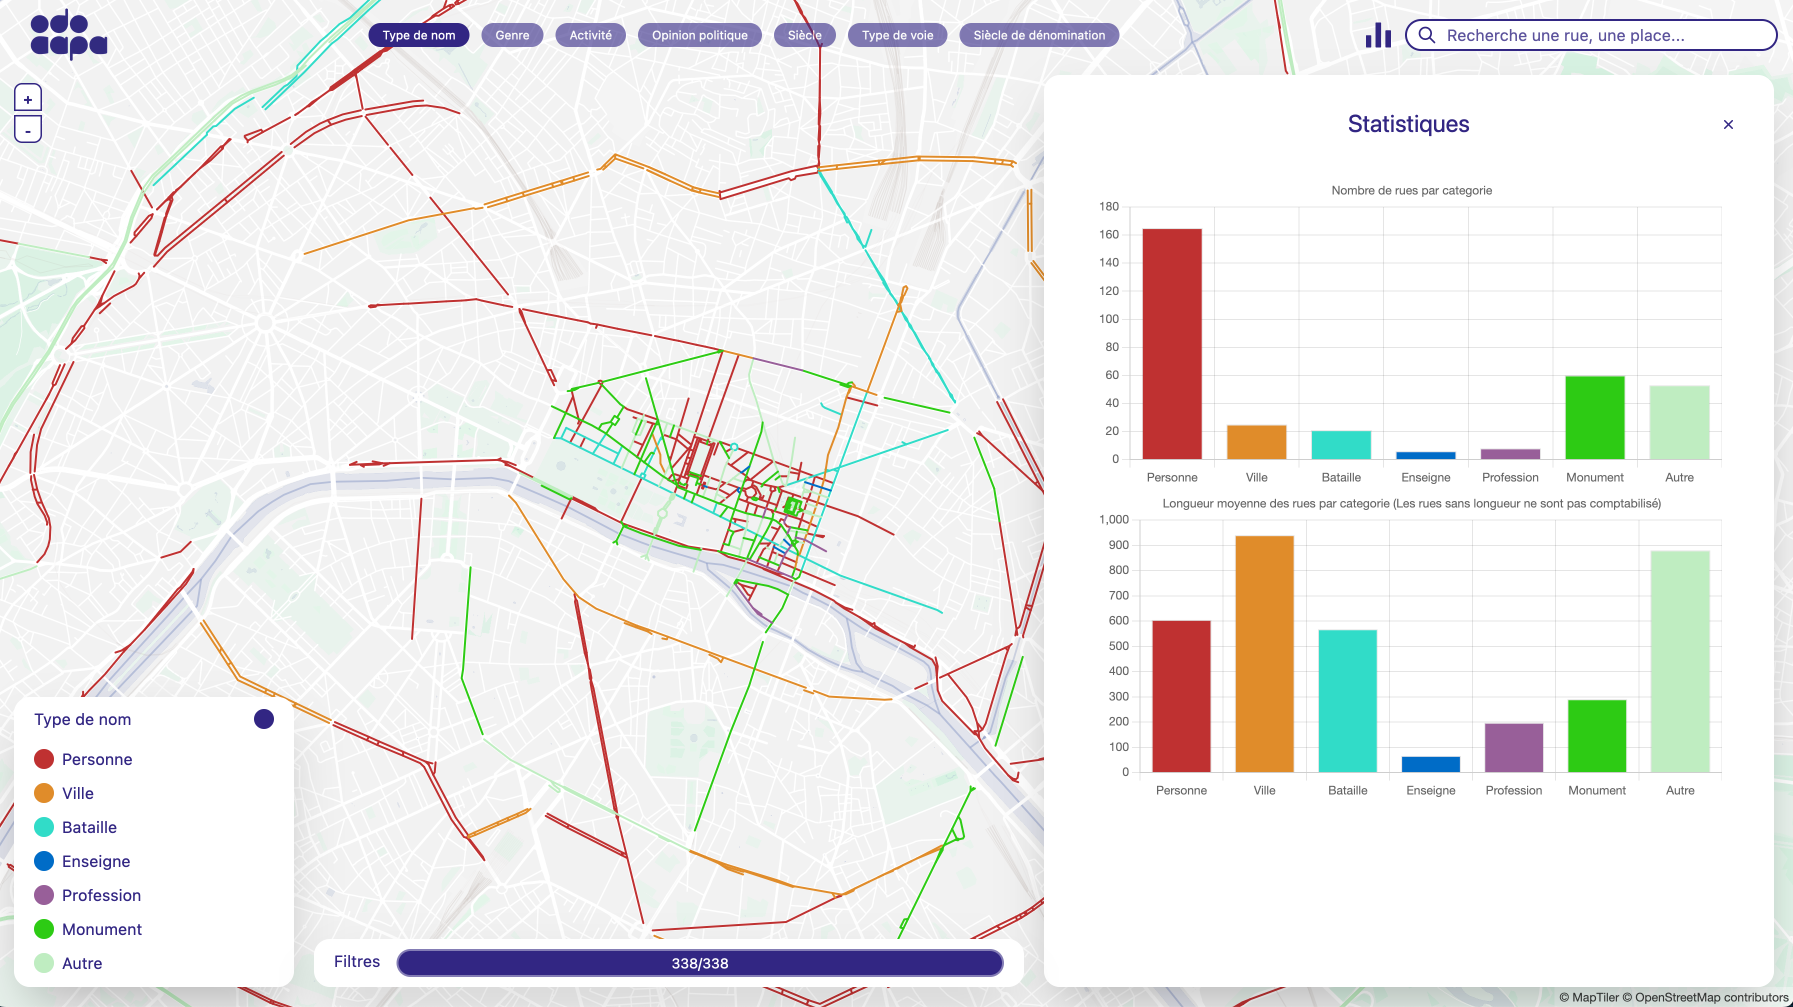 odo
aapa
Type de nom
Genre
Activité
Opinion politique
Siècle
Type de voie
Siècle de dénomination
Recherche une rue, une place...
+
-
Statistiques
×
Nombre de rues par categorie
180
160
140
120
100
80
60
40
20
0
Personne
Ville
Bataille
Enseigne
Profession
Monument
Autre
Longueur moyenne des rues par categorie (Les rues sans longueur ne sont pas comptabilisé)
1,000
900
800
700
600
500
400
300
200
100
0
Personne
Ville
Bataille
Enseigne
Profession
Monument
Autre
Type de nom
Personne
Ville
Bataille
Enseigne
Profession
Monument
Autre
Filtres
338/338
© MapTiler © OpenStreetMap contributors